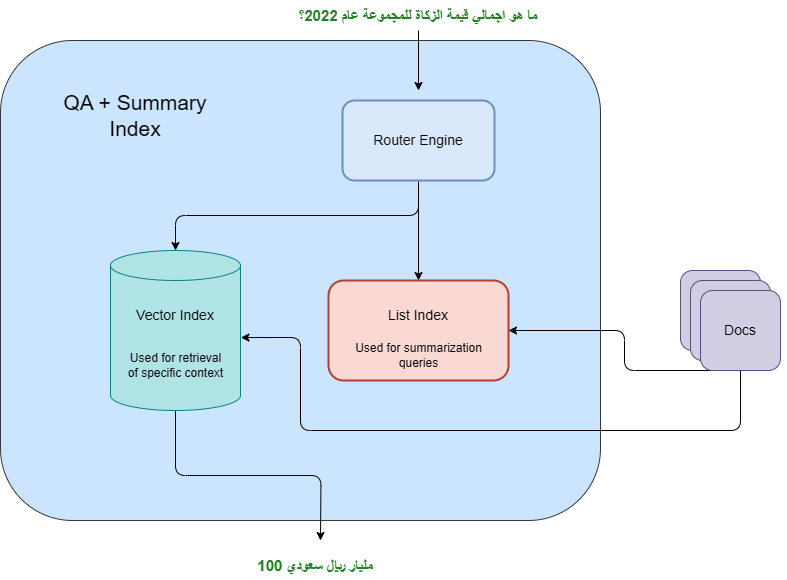 ما هو اجمالي قيمة الزكاة للمجموعة عام 2022؟
QA + Summary
Index
Router Engine
Vector Index
Used for retrieval
of specific context
List Index
Used for summarization
queries
Docs
مليار ريال سعودي 100